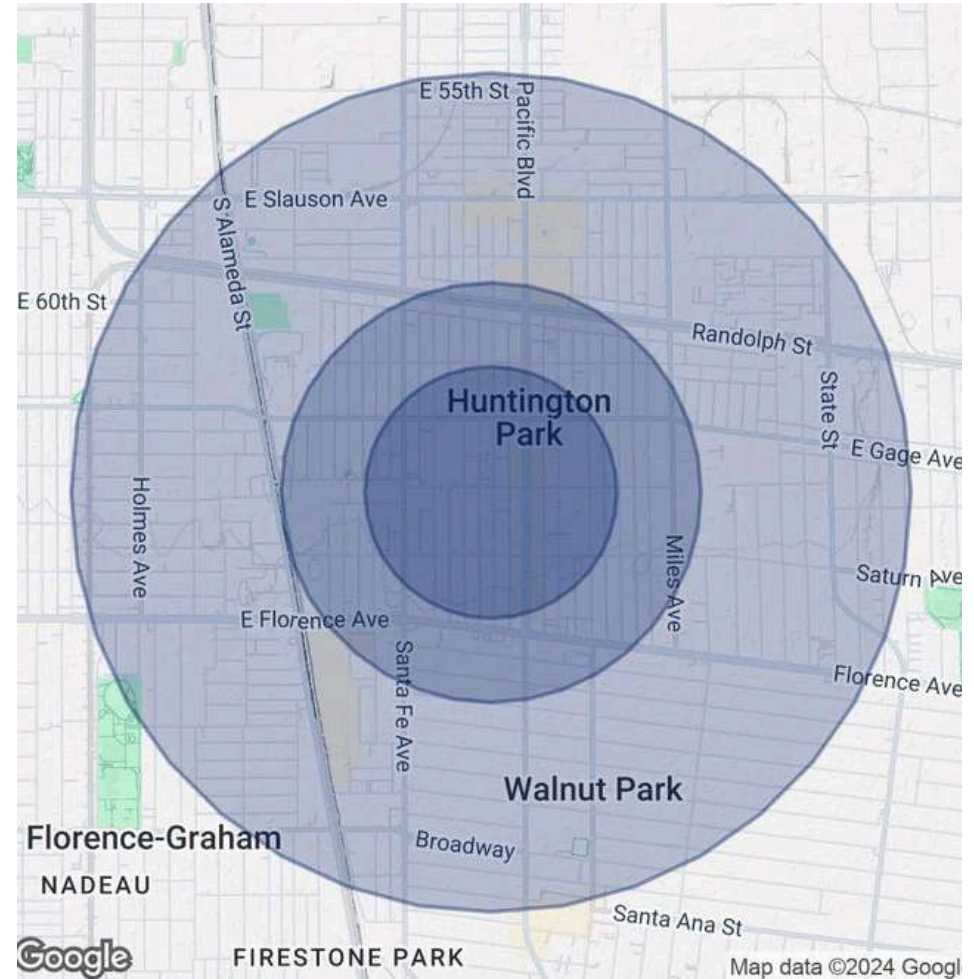 E 55th St
Pacific Blvd
E Slauson Ave
S Alameda St
E 60th St
Randolph St
State St
Huntington
Park
E Gage Ave
Holmes Ave
Miles Ave
Saturn Ave
E Florence Ave
Santa Fe Ave
Florence Ave
Walnut Park
Florence-Graham
Broadway
NADEAU
Santa Ana St
FIRESTONE PARK
Google
Map data ©2024 Googl